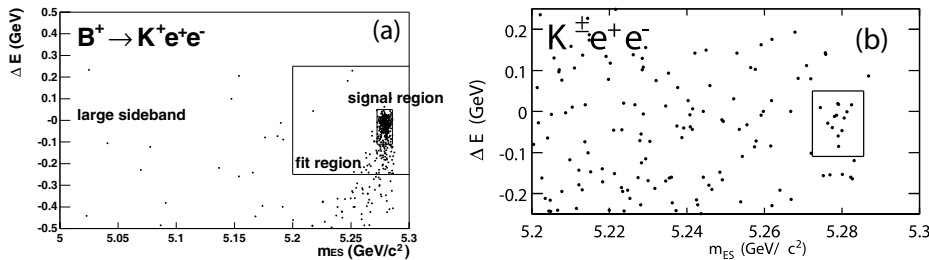 B⁺ → K⁺e⁺e⁻
(a)
Δ E (GeV)
0.5
0.4
0.3
0.2
0.1
-0
-0.1
-0.2
-0.3
-0.4
-0.5
signal region
large sideband
fit region
5 5.05 5.1 5.15 5.2 5.25 5.3
mES (GeV/c²)
K±e⁺e⁻
(b)
Δ E (GeV)
0.2
0.1
0
-0.1
-0.2
5.2 5.22 5.24 5.26 5.28 5.3
mES (GeV/ c²)